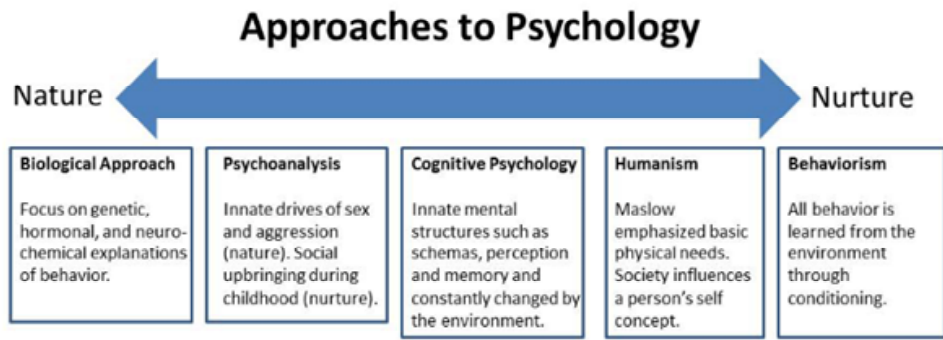 Approaches to Psychology
Nature
Nurture
Biological Approach
Focus on genetic,
hormonal, and neuro-
chemical explanations
of behavior.
Psychoanalysis
Innate drives of sex
and aggression
(nature). Social
upbringing during
childhood (nurture).
Cognitive Psychology
Innate mental
structures such as
schemas, perception
and memory and
constantly changed by
the environment.
Humanism
Maslow
emphasized basic
physical needs.
Society influences
a person's self
concept.
Behaviorism
All behavior is
learned from the
environment
through
conditioning.